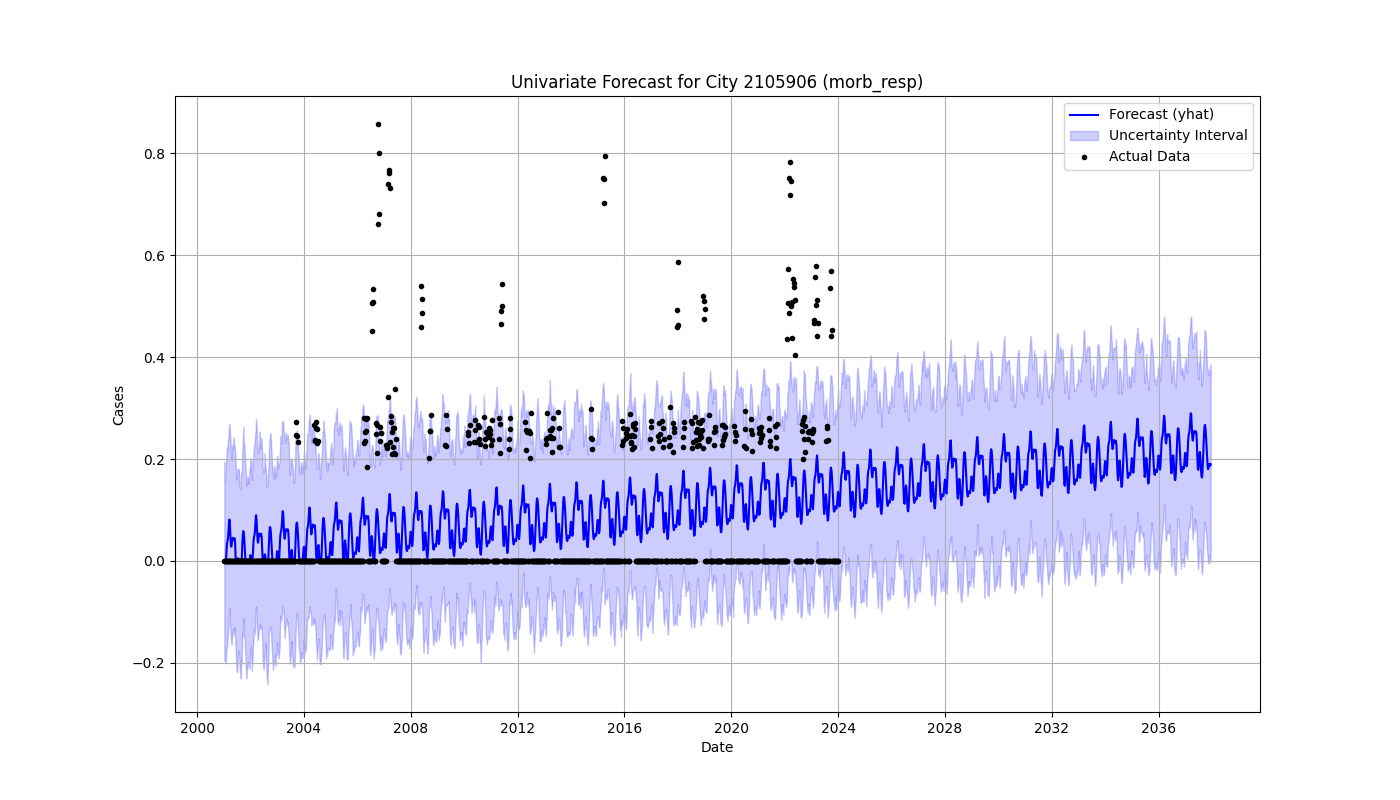 Univariate Forecast for City 2105906 (morb_resp)
Forecast (yhat)
Uncertainty Interval
Actual Data
Cases
0.8
0.6
0.4
0.2
0.0
−0.2
2000
2004
2008
2012
2016
2020
2024
2028
2032
2036
Date